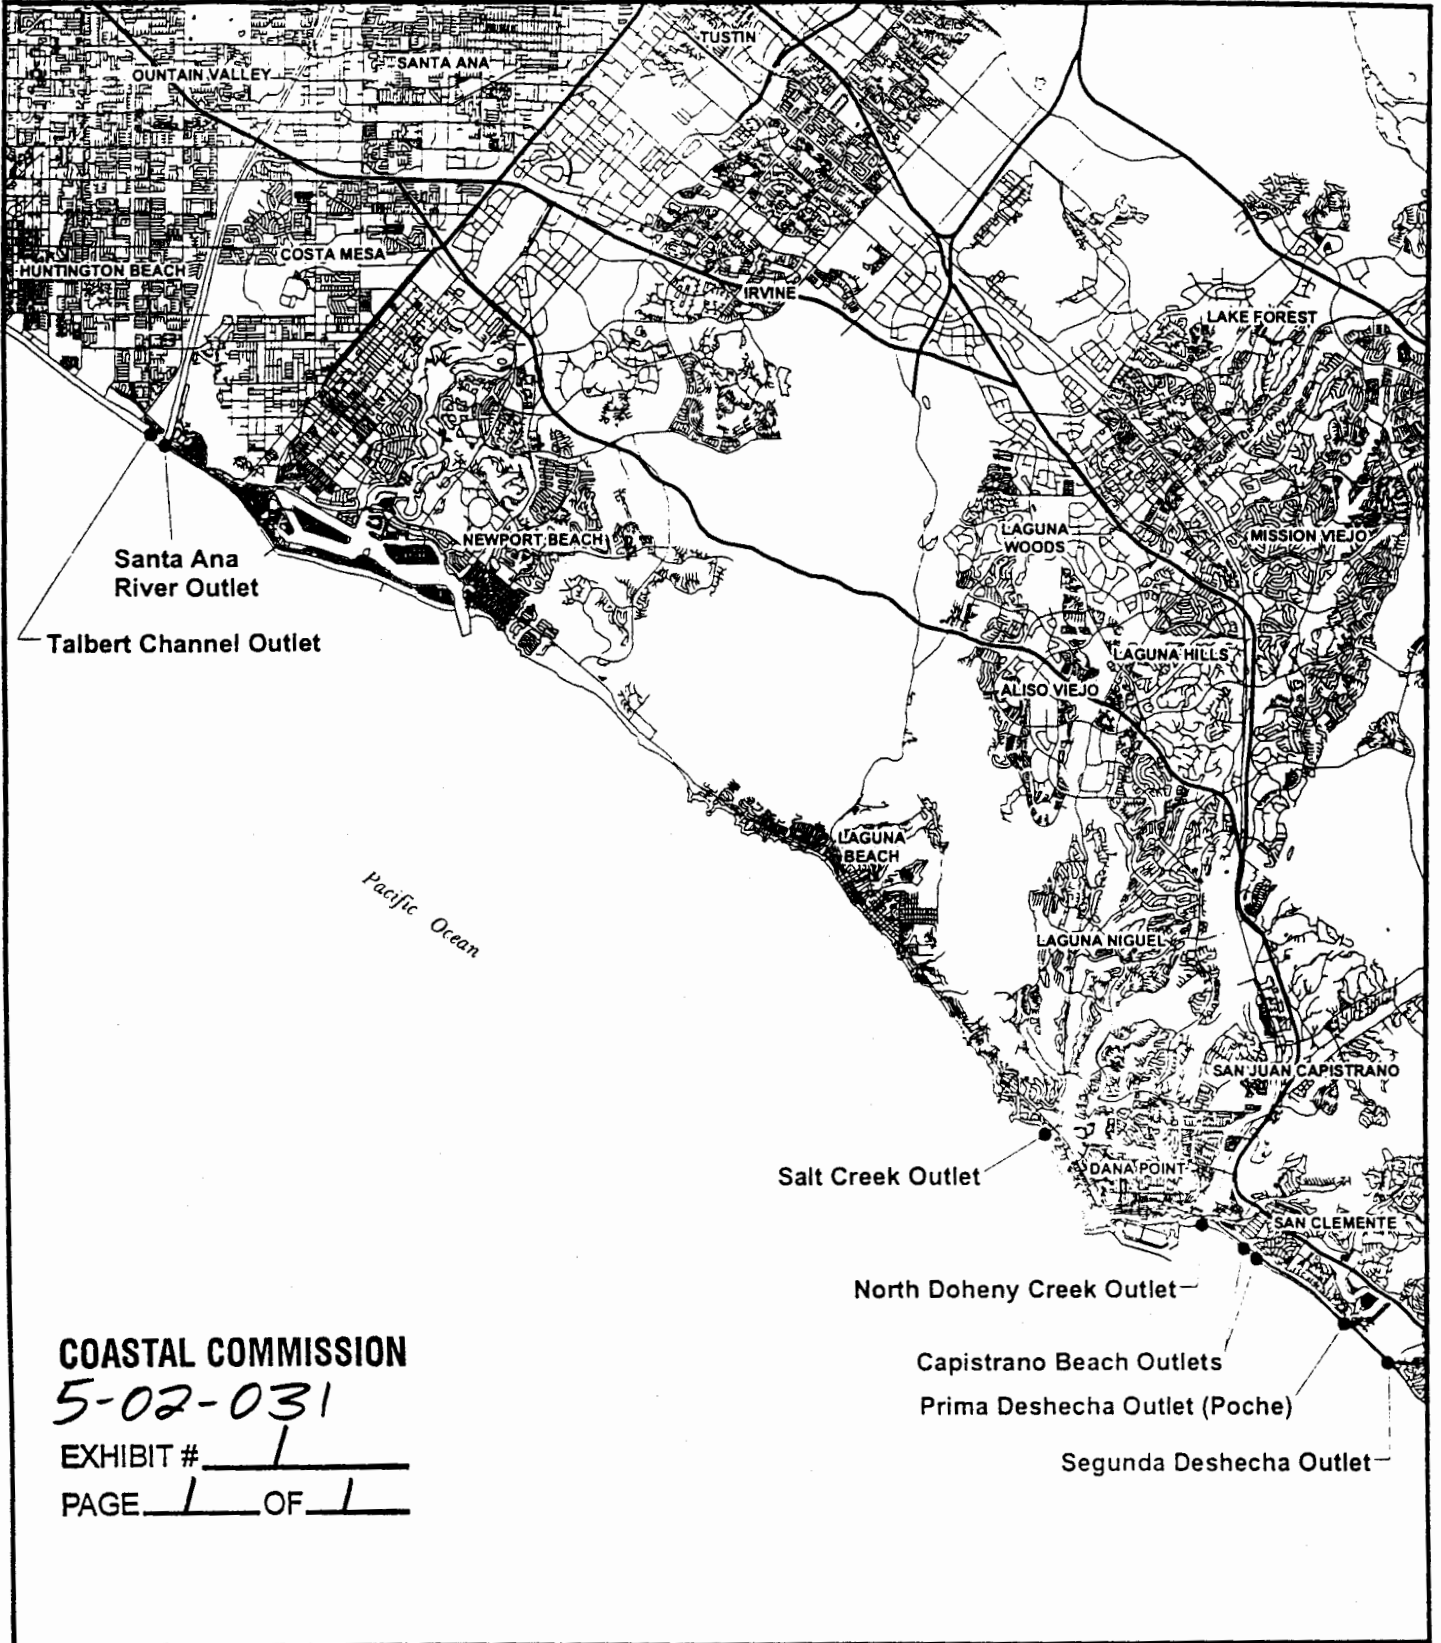 TUSTIN
SANTA ANA
OUNTAIN VALLEY
COSTA MESA
HUNTINGTON BEACH
IRVINE
LAKE FOREST
LAGUNA
WOODS
MISSION VIEJO
NEWPORT BEACH
Santa Ana
River Outlet
Talbert Channel Outlet
LAGUNA HILLS
ALISO VIEJO
LAGUNA
BEACH
Pacific Ocean
LAGUNA NIGUEL
SAN JUAN CAPISTRANO
Salt Creek Outlet
DANA POINT
SAN CLEMENTE
North Doheny Creek Outlet
Capistrano Beach Outlets
Prima Deshecha Outlet (Poche)
Segunda Deshecha Outlet
COASTAL COMMISSION
5-02-031
EXHIBIT # 1
PAGE 1 OF 1